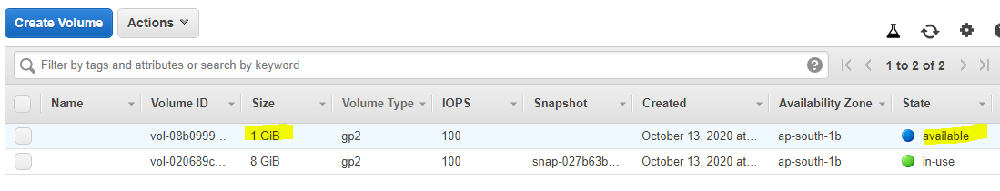 Create Volume Actions
Filter by tags and attributes or search by keyword ? 1 to 2 of 2
Name Volume ID Size Volume Type IOPS Snapshot Created Availability Zone State
vol-08b0999... 1 GiB gp2 100 October 13, 2020 at... ap-south-1b available
vol-020689c... 8 GiB gp2 100 snap-027b63b... October 13, 2020 at... ap-south-1b in-use